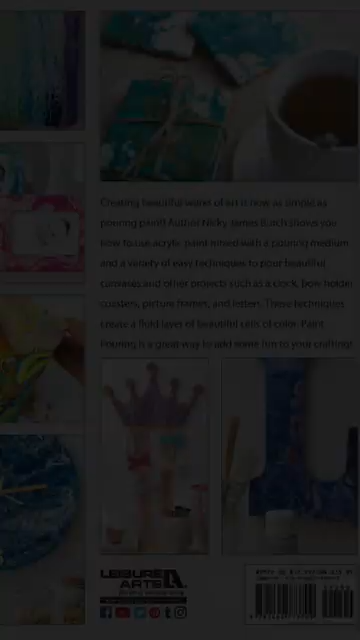 Creating beautiful works of art is now as simple as
pouring paint! Author Nicky James Burch shows you
how to use acrylic paint mixed with a pouring medium
and a variety of easy techniques to pour beautiful
canvases and other projects such as a clock, bowl, holder
coasters, picture frames, and letters. These techniques
create a fluid layer of beautiful cells of color. Paint
Pouring is a great way to add some fun to your crafting!
LEISURE
ARTS